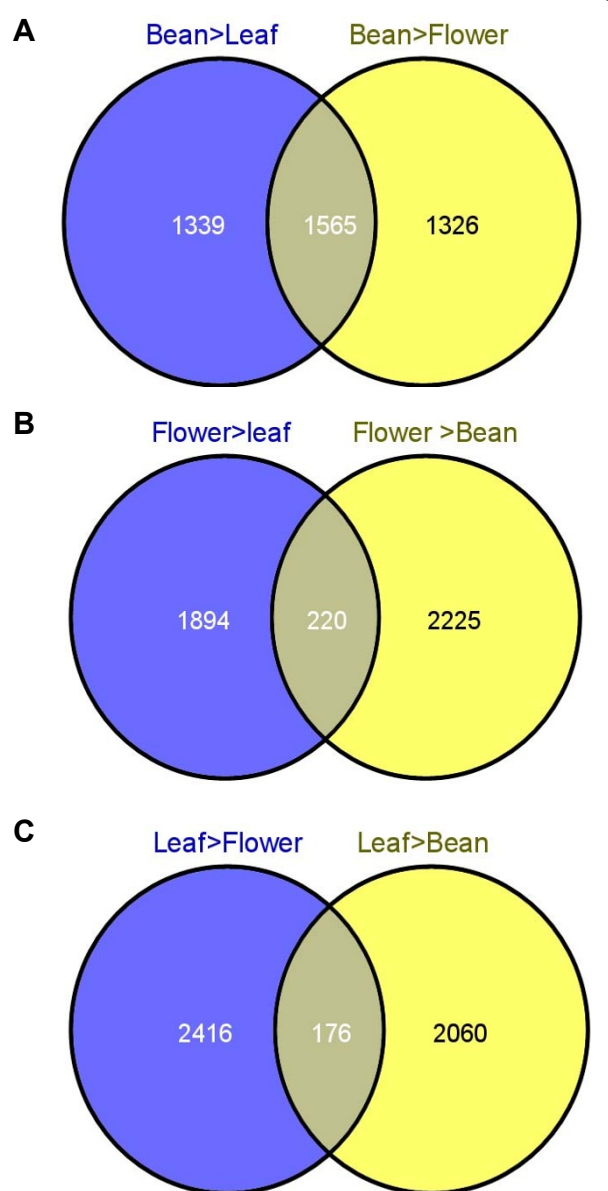 A
Bean>Leaf Bean>Flower
1339 1565 1326
B
Flower>leaf Flower >Bean
1894 220 2225
C
Leaf>Flower Leaf>Bean
2416 176 2060